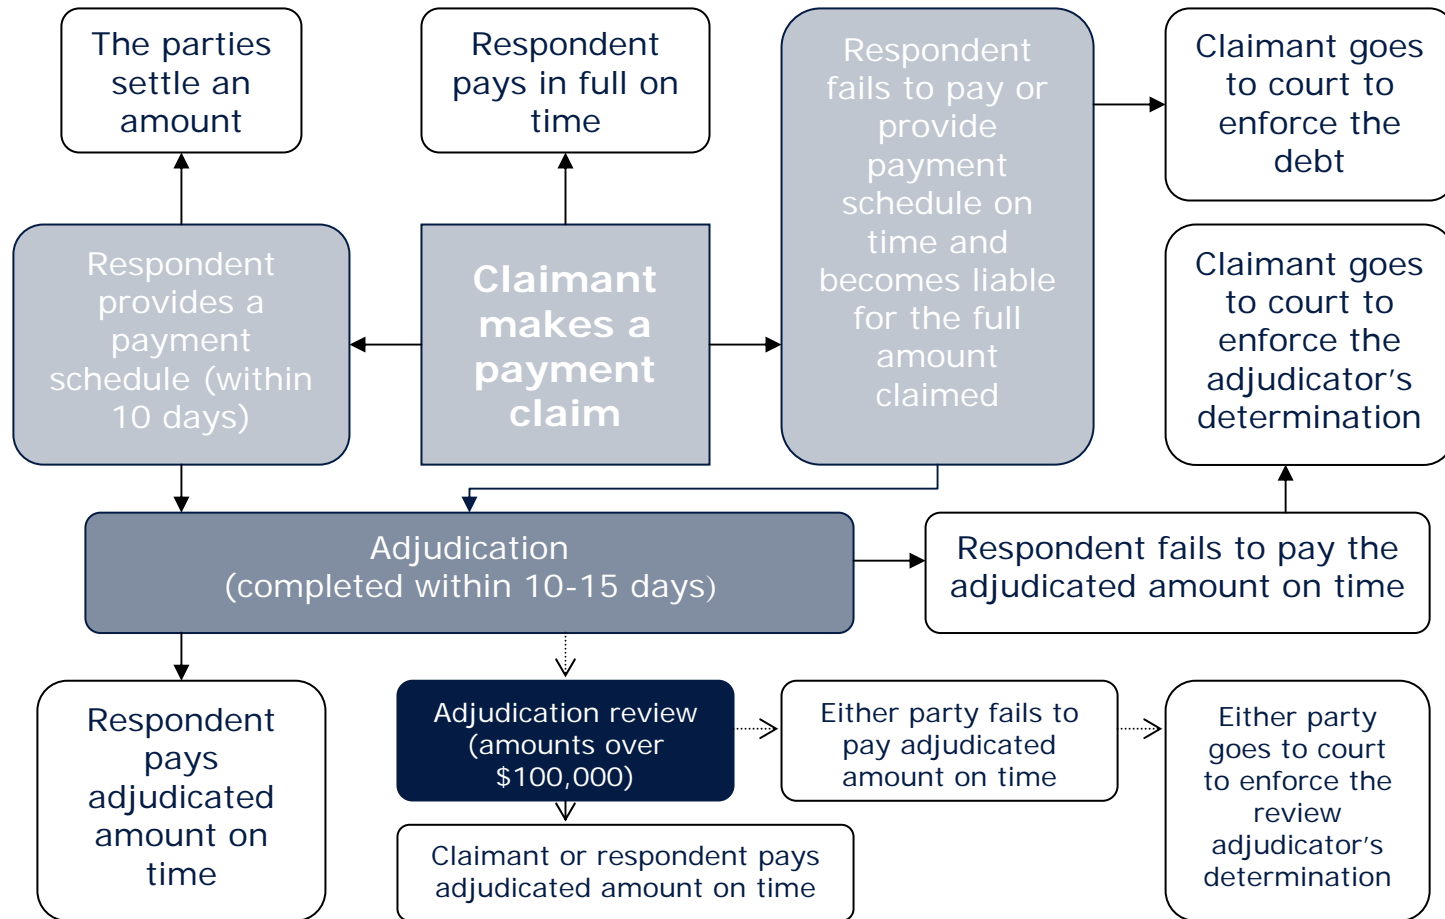 The parties
settle an
amount
Respondent
pays in full on
time
Respondent
fails to pay or
provide
payment
schedule on
time and
becomes liable
for the full
amount
claimed
Claimant goes
to court to
enforce the
debt
Respondent
provides a
payment
schedule (within
10 days)
Claimant
makes a
payment
claim
Claimant goes
to court to
enforce the
adjudicator’s
determination
Adjudication
(completed within 10-15 days)
Respondent fails to pay the
adjudicated amount on time
Respondent
pays
adjudicated
amount on
time
Adjudication review
(amounts over
$100,000)
Either party fails to
pay adjudicated
amount on time
Either party
goes to court
to enforce the
review
adjudicator’s
determination
Claimant or respondent pays
adjudicated amount on time